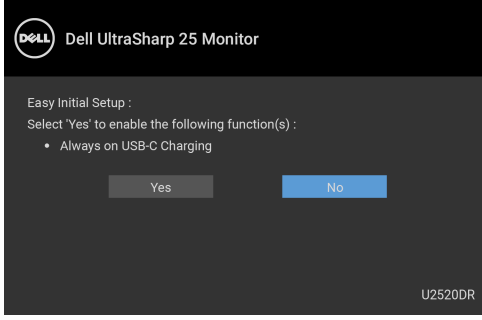 DELL
Dell UltraSharp 25 Monitor
Easy Initial Setup :
Select 'Yes' to enable the following function(s) :
• Always on USB-C Charging
Yes
No
U2520DR